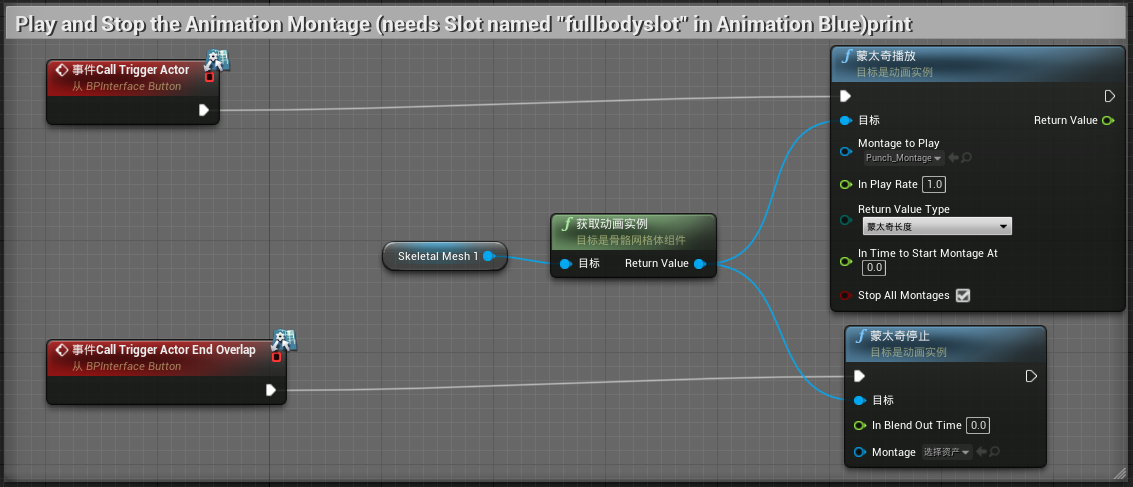 Play and Stop the Animation Montage (needs Slot named "fullbodyslot" in Animation Blue)print
事件Call Trigger Actor
从 BPInterface Button
蒙太奇播放
目标是动画实例
目标
Return Value
Montage to Play
Punch_Montage
In Play Rate 1.0
Return Value Type
蒙太奇长度
In Time to Start Montage At
0.0
Stop All Montages
Skeletal Mesh 1
获取动画实例
目标是骨骼网格体组件
目标 Return Value
事件Call Trigger Actor End Overlap
从 BPInterface Button
蒙太奇停止
目标是动画实例
目标
In Blend Out Time 0.0
Montage 选择资产